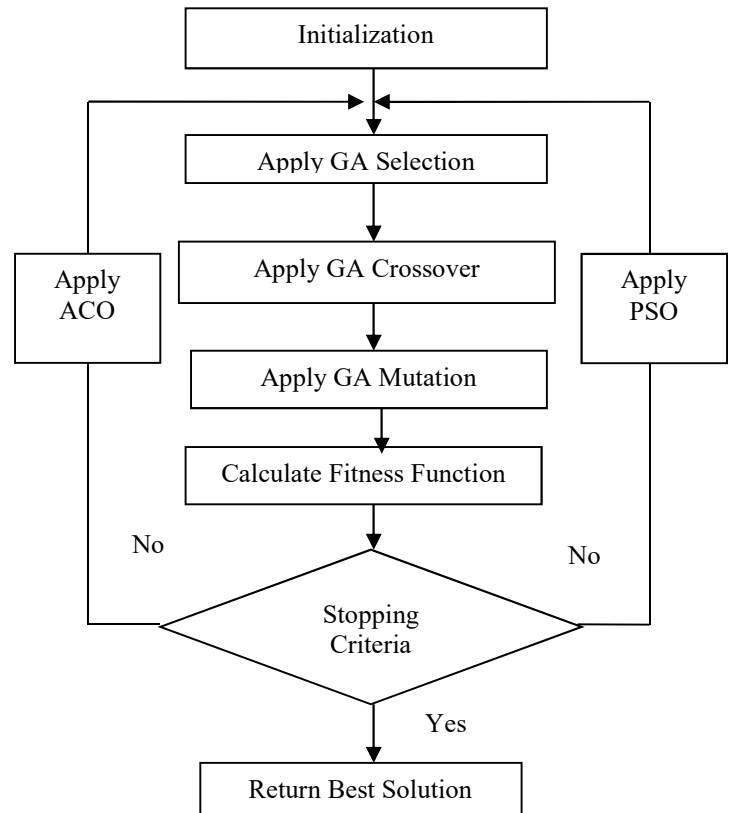 Initialization
Apply GA Selection
Apply GA Crossover
Apply
ACO
Apply
PSO
Apply GA Mutation
Calculate Fitness Function
No
No
Stopping
Criteria
Yes
Return Best Solution